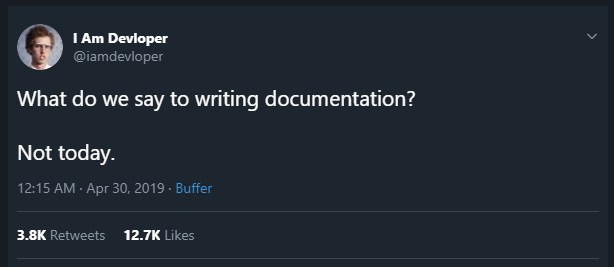 I Am Devloper
@iamdevloper
What do we say to writing documentation?
Not today.
12:15 AM · Apr 30, 2019 · Buffer
3.8K Retweets 12.7K Likes